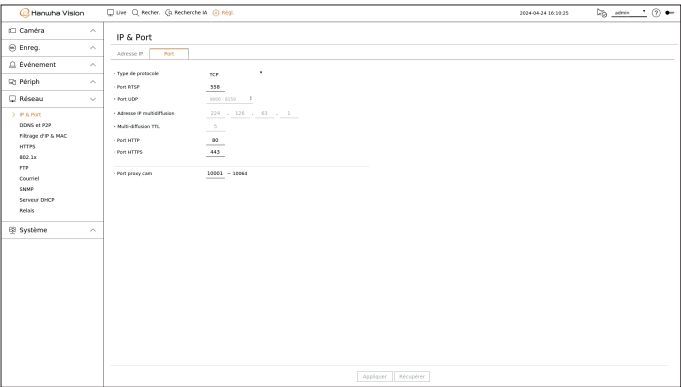 Hanwha Vision
Live Recher. Recherche IA Régl. 2024-04-24 16:10:25 admin ?
Caméra
Enreg.
Événement
Périph
Réseau
IP & Port
DDNS et P2P
Filtrage d'IP & MAC
HTTPS
802.1x
FTP
Courriel
SNMP
Serveur DHCP
Relais
Système
IP & Port
Adresse IP Port
Type de protocole TCP
Port RTSP 558
Port UDP 8000-8256
Adresse IP multidiffusion 224 . 126 . 63 . 1
Multi-diffusion TTL 5
Port HTTP 80
Port HTTPS 443
Port proxy cam 10001 ~ 10064
Appliquer Récupérer